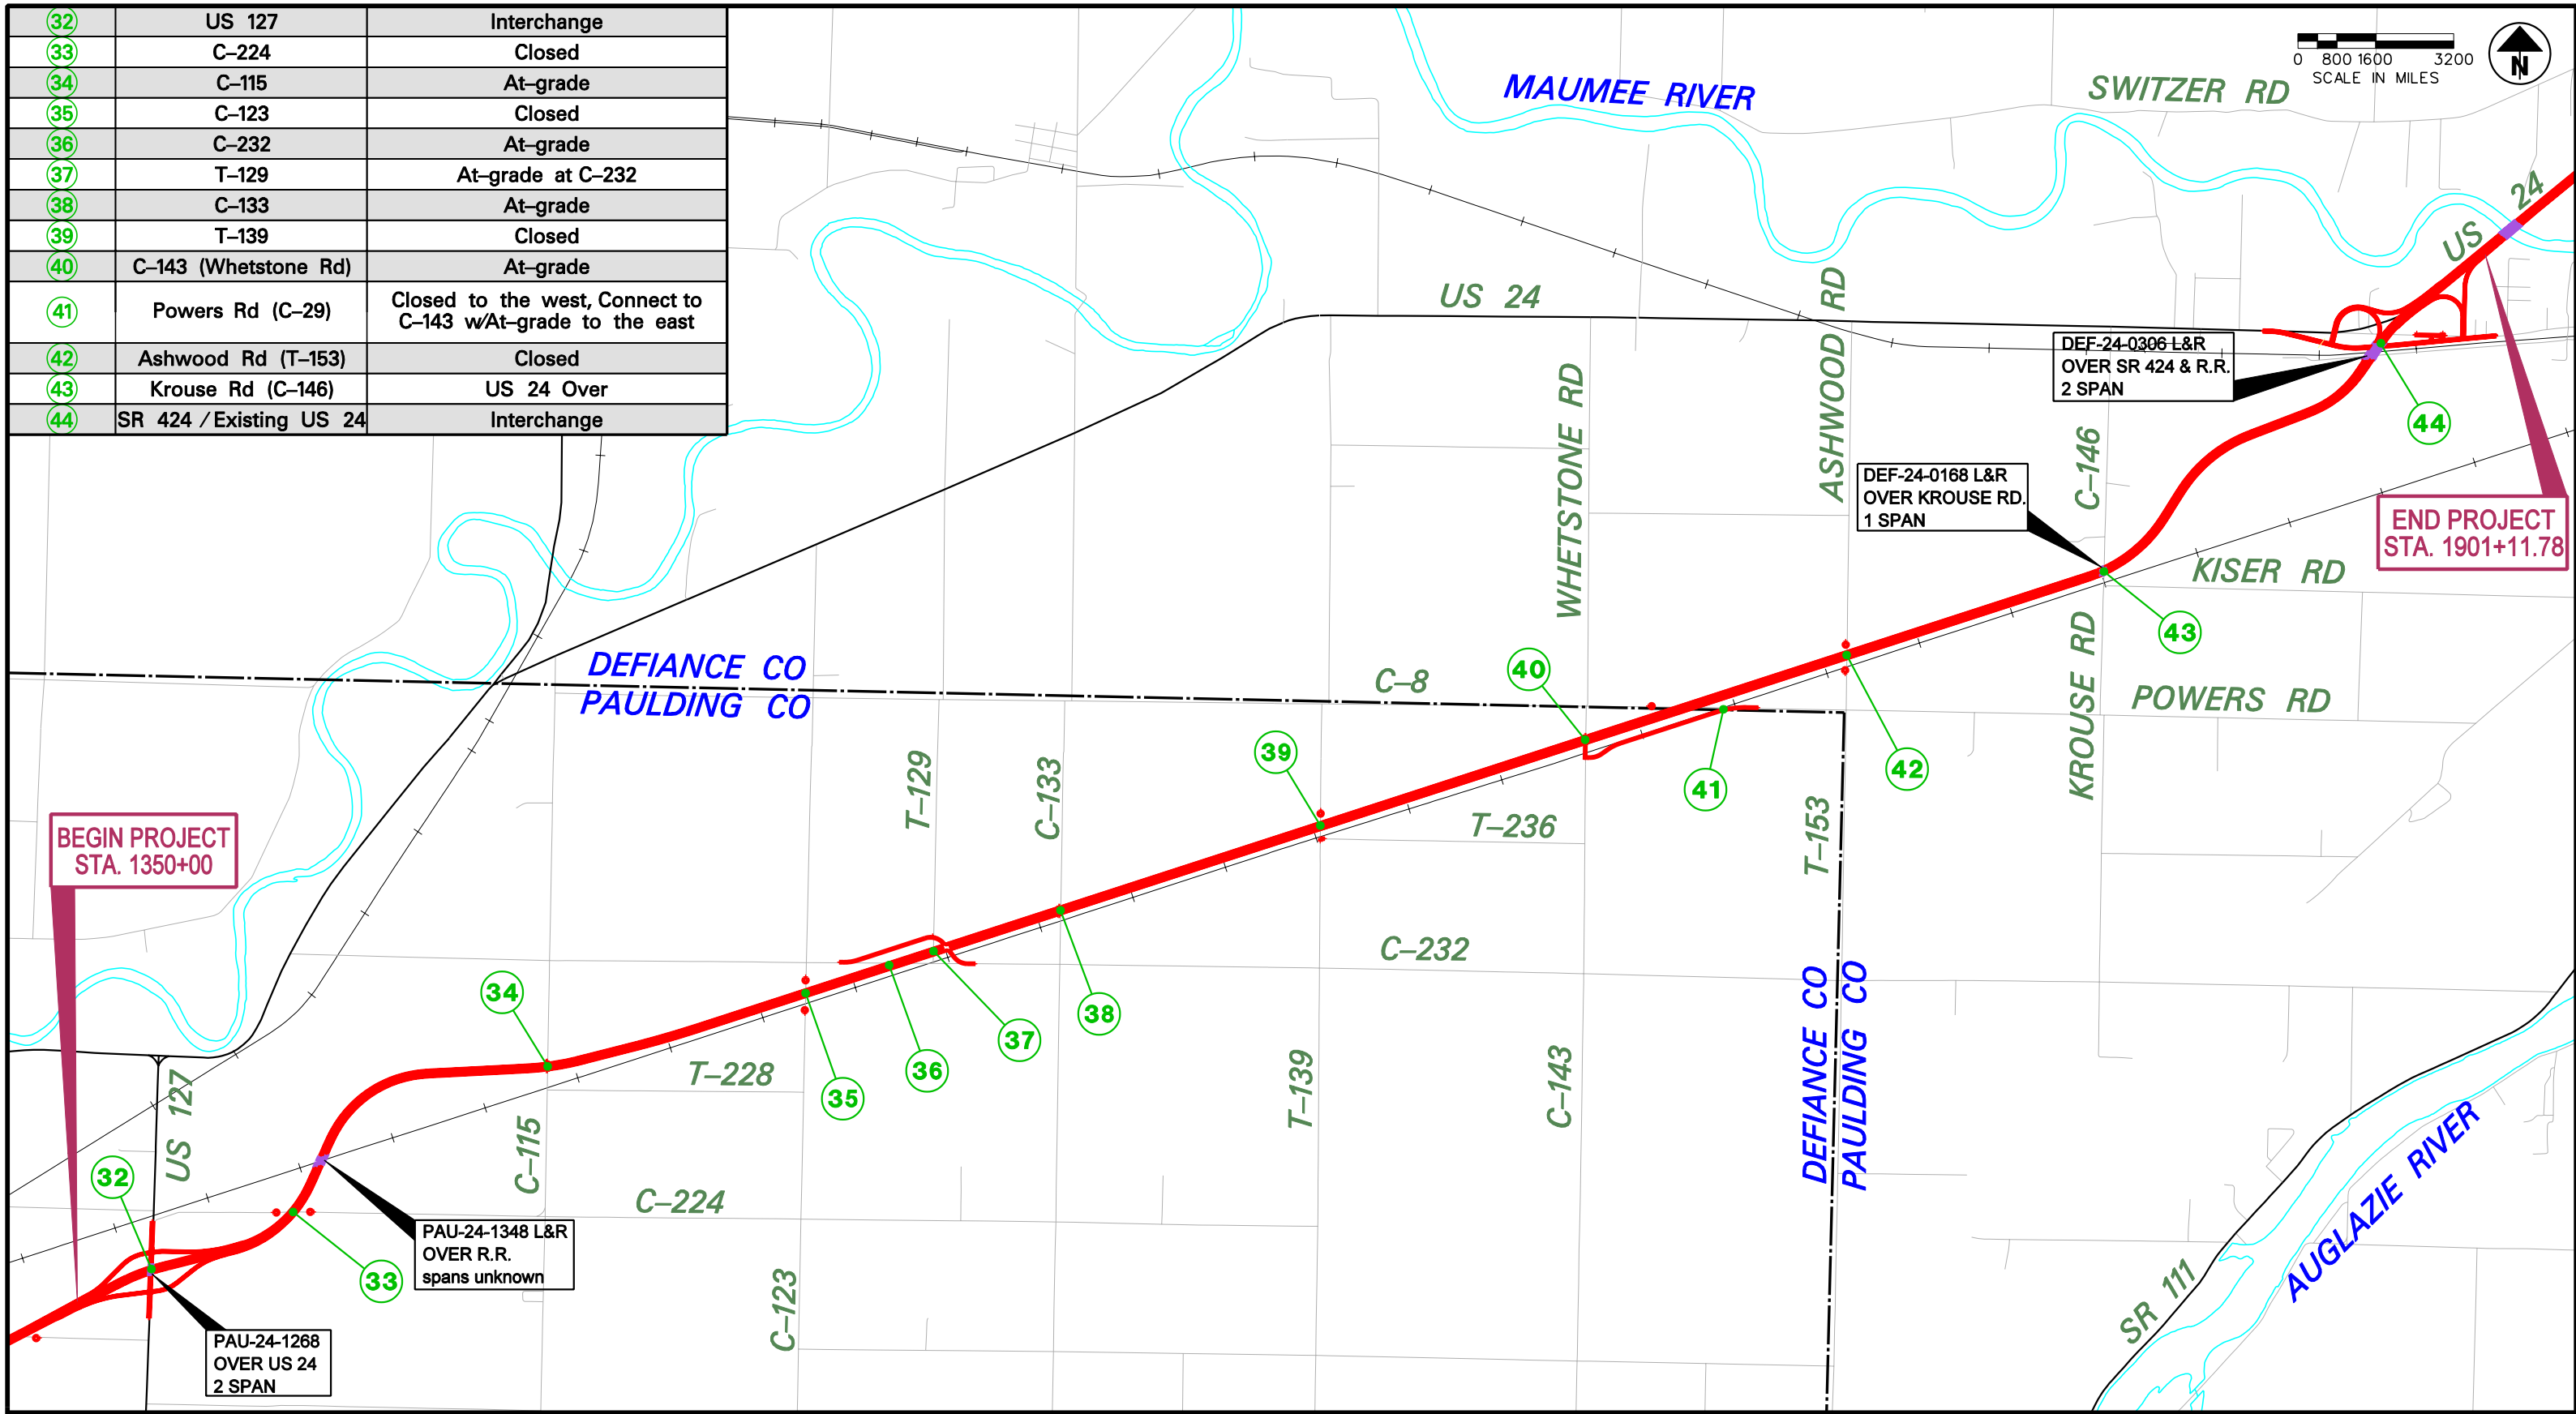 32 US 127 Interchange
33 C-224 Closed
34 C-115 At-grade
35 C-123 Closed
36 C-232 At-grade
37 T-129 At-grade at C-232
38 C-133 At-grade
39 T-139 Closed
40 C-143 (Whetstone Rd) At-grade
41 Powers Rd (C-29) Closed to the west, Connect to
C-143 w/At-grade to the east
42 Ashwood Rd (T-153) Closed
43 Krouse Rd (C-146) US 24 Over
44 SR 424 / Existing US 24 Interchange
0 800 1600 3200
SCALE IN MILES
N
MAUMEE RIVER
SWITZER RD
US 24
US 24
ASHWOOD RD
WHETSTONE RD
DEF-24-0306 L&R
OVER SR 424 & R.R.
2 SPAN
44
C-146
DEF-24-0168 L&R
OVER KROUSE RD.
1 SPAN
END PROJECT
STA. 1901+11.78
KISER RD
43
KROUSE RD
POWERS RD
DEFIANCE CO
PAULDING CO
C-8
40
39
41
42
T-129
C-133
T-236
T-153
BEGIN PROJECT
STA. 1350+00
C-232
34
38
37
36
35
T-228
T-139
C-143
DEFIANCE CO
PAULDING CO
US 127
32
C-115
C-224
33
PAU-24-1348 L&R
OVER R.R.
spans unknown
C-123
PAU-24-1268
OVER US 24
2 SPAN
SR 111
AUGLAZIE RIVER